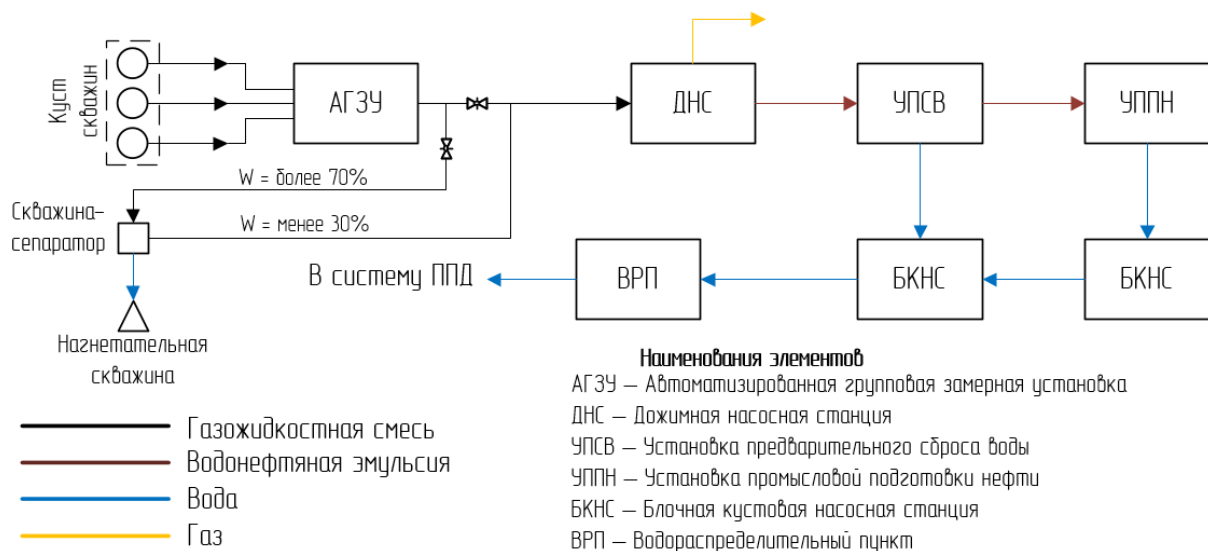 Куст
скважин
АГЗУ
ДНС
УПСВ
УППН
W = более 70%
W = менее 30%
Скважина-
сепаратор
В систему ППД
ВРП
БКНС
БКНС
Нагнетательная
скважина
Газожидкостная смесь
Водонефтяная эмульсия
Вода
Газ
Наименования элементов
АГЗУ — Автоматизированная групповая замерная установка
ДНС — Дожимная насосная станция
УПСВ — Установка предварительного сброса воды
УППН — Установка промысловой подготовки нефти
БКНС — Блочная кустовая насосная станция
ВРП — Водораспределительный пункт